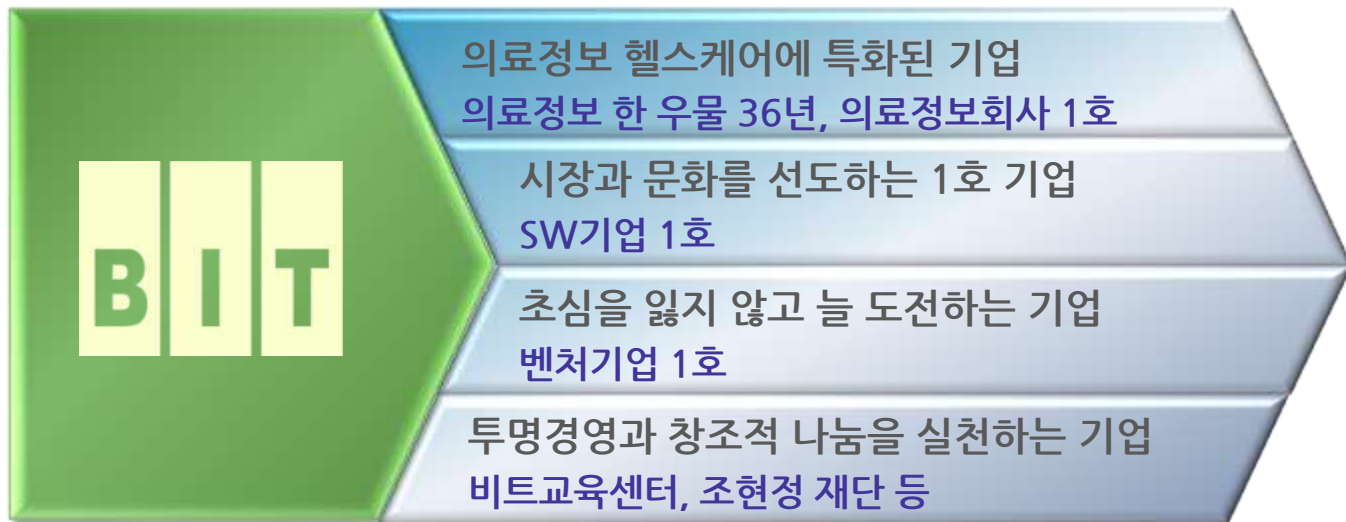 BIT
의료정보 헬스케어에 특화된 기업
의료정보 한 우물 36년, 의료정보회사 1호
시장과 문화를 선도하는 1호 기업
SW기업 1호
초심을 잃지 않고 늘 도전하는 기업
벤처기업 1호
투명경영과 창조적 나눔을 실천하는 기업
비트교육센터, 조현정 재단 등